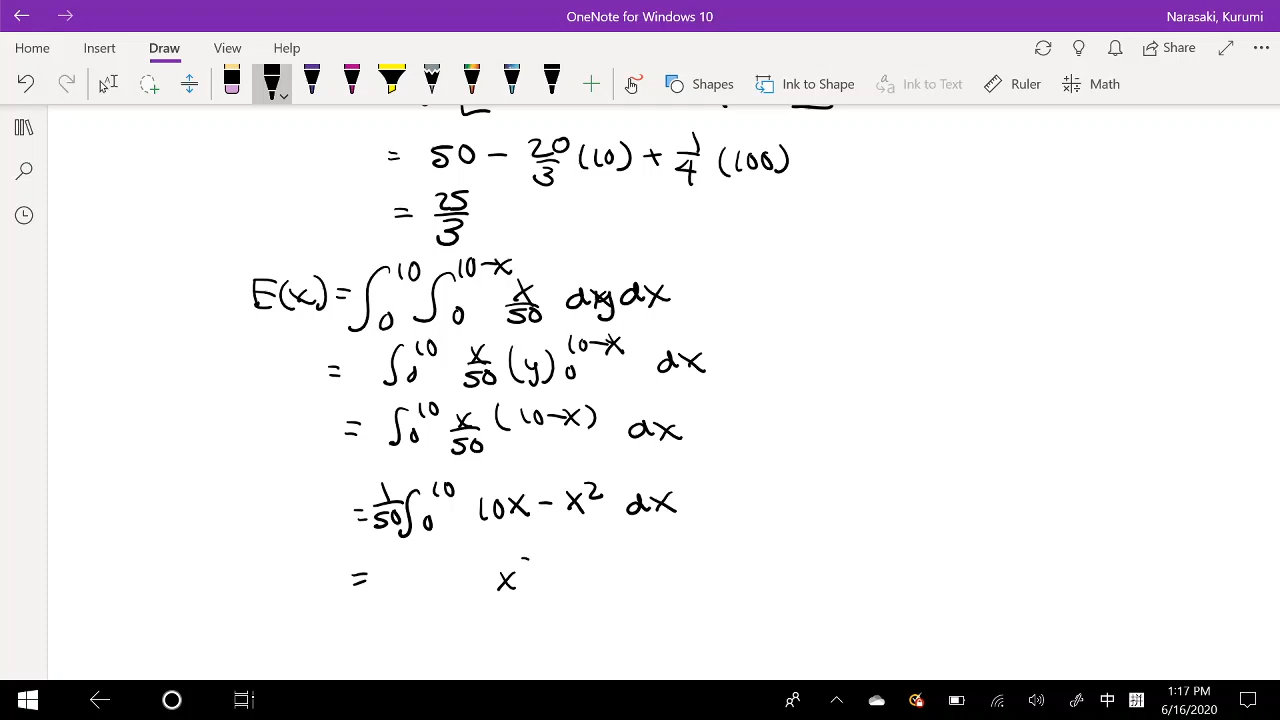 OneNote for Windows 10
Narasaki, Kurumi
Home Insert Draw View Help Share
Shapes Ink to Shape Ink to Text Ruler Math
= 50 - 20/3 (10) + 1/4 (100)
= 25/3
E(x) = ∫₀¹⁰ ∫₀¹⁰⁻ˣ x/50 dy dx
= ∫₀¹⁰ x/50 (y)₀¹⁰⁻ˣ dx
= ∫₀¹⁰ x/50 (10-x) dx
= 1/50 ∫₀¹⁰ 10x - x² dx
= x
中
1:17 PM
6/16/2020